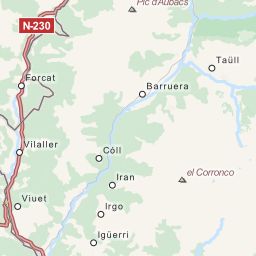 Pic d'Aubacs
N-230
Taüll
Forcat
Barruera
Vilaller
Cóll
el Corronco
Iran
Viuet
Irgo
Igüerri